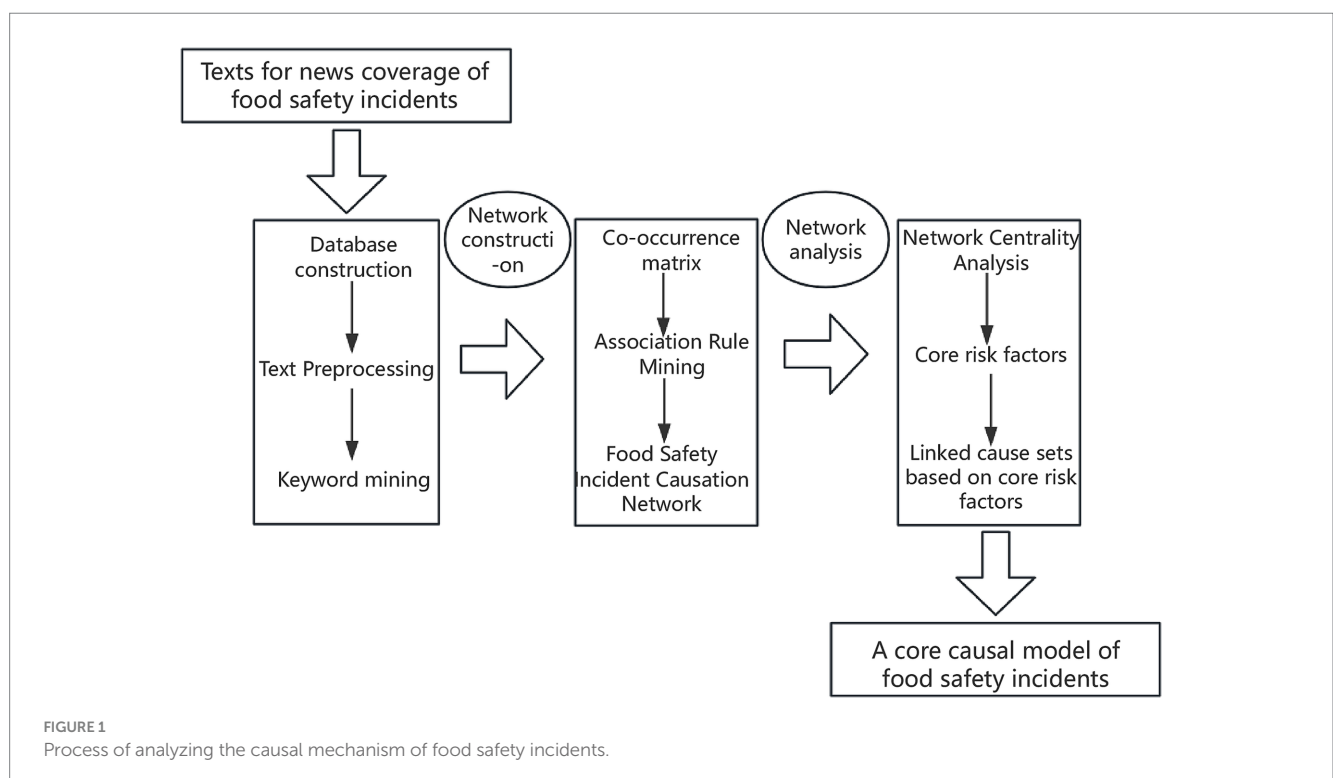 Texts for news coverage of
food safety incidents
Database
construction
Text Preprocessing
Keyword mining
Network
constructi
-on
Co-occurrence
matrix
Association Rule
Mining
Food Safety
Incident Causation
Network
Network
analysis
Network Centrality
Analysis
Core risk factors
Linked cause sets
based on core risk
factors
A core causal model of
food safety incidents
FIGURE 1
Process of analyzing the causal mechanism of food safety incidents.